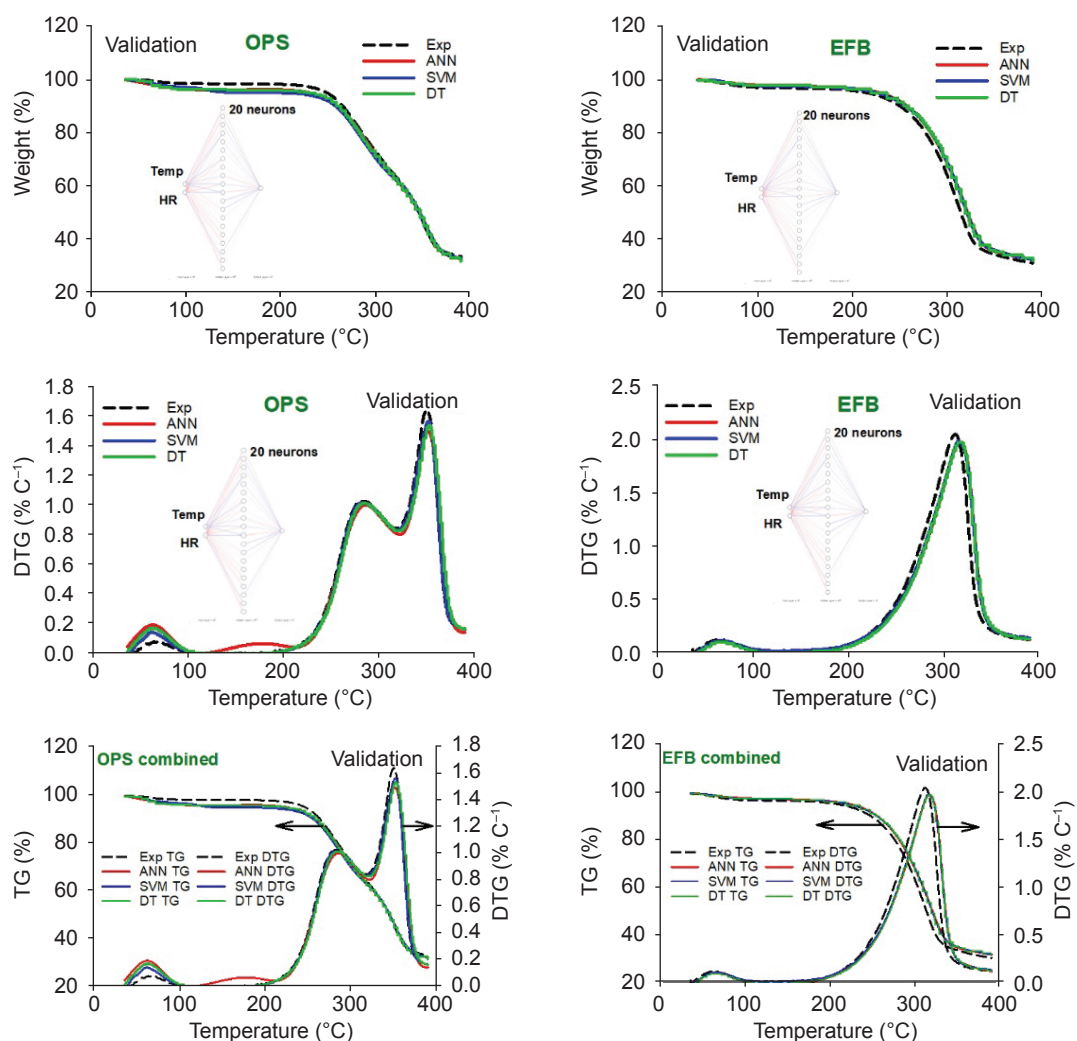 120
Validation
OPS
Exp
ANN
SVM
DT
100
80
60
40
20
Weight (%)
20 neurons
Temp
HR
0
100
200
300
400
Temperature (°C)
120
Validation
EFB
Exp
ANN
SVM
DT
100
80
60
40
20
Weight (%)
20 neurons
Temp
HR
0
100
200
300
400
Temperature (°C)
1.8
1.6
1.4
1.2
1.0
0.8
0.6
0.4
0.2
0.0
DTG (% C⁻¹)
Exp
ANN
SVM
DT
OPS
Validation
20 neurons
Temp
HR
0
100
200
300
400
Temperature (°C)
2.5
2.0
1.5
1.0
0.5
0.0
DTG (% C⁻¹)
Exp
ANN
SVM
DT
EFB
Validation
20 neurons
Temp
HR
0
100
200
300
400
Temperature (°C)
120
100
80
60
40
20
TG (%)
OPS combined
Validation
Exp TG
Exp DTG
ANN TG
ANN DTG
SVM TG
SVM DTG
DT TG
DT DTG
1.8
1.6
1.4
1.2
1.0
0.8
0.6
0.4
0.2
0.0
DTG (% C⁻¹)
0
100
200
300
400
Temperature (°C)
120
100
80
60
40
20
TG (%)
EFB combined
Validation
Exp TG
Exp DTG
ANN TG
ANN DTG
SVM TG
SVM DTG
DT TG
DT DTG
2.5
2.0
1.5
1.0
0.5
0.0
DTG (% C⁻¹)
0
100
200
300
400
Temperature (°C)